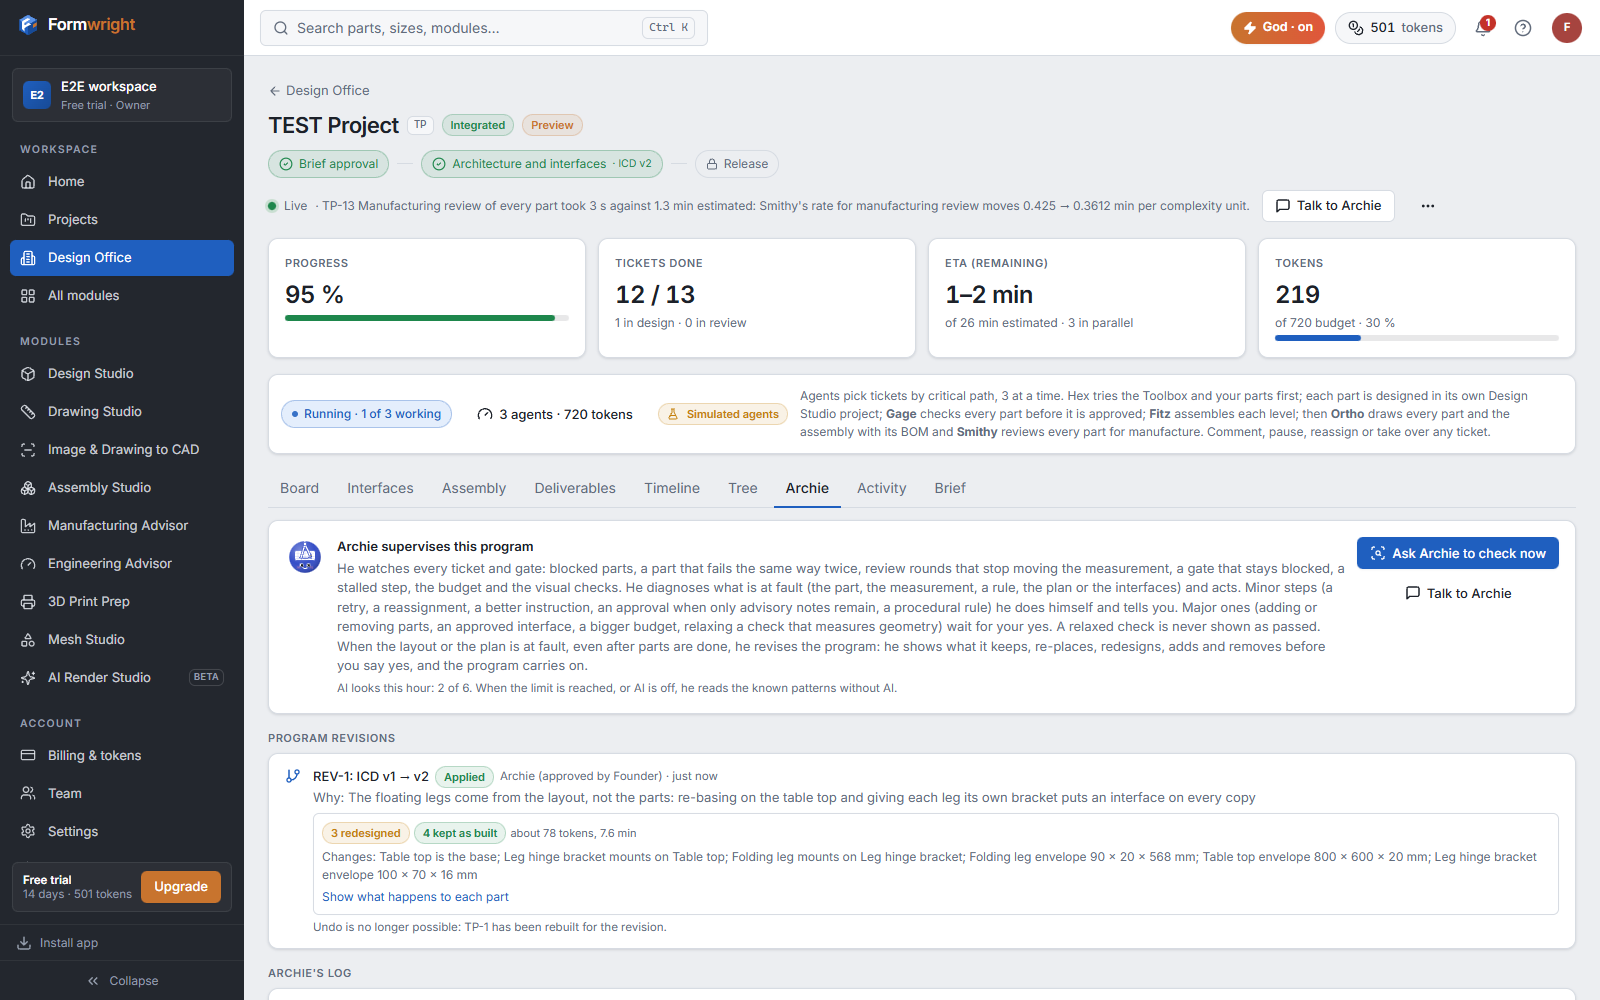 Formwright
Search parts, sizes, modules...
Ctrl K
God · on
501 tokens
1
F
E2
E2E workspace
Free trial · Owner
WORKSPACE
Home
Projects
Design Office
All modules
MODULES
Design Studio
Drawing Studio
Image & Drawing to CAD
Assembly Studio
Manufacturing Advisor
Engineering Advisor
3D Print Prep
Mesh Studio
AI Render Studio
BETA
ACCOUNT
Billing & tokens
Team
Settings
Free trial
14 days · 501 tokens
Upgrade
Install app
Collapse
← Design Office
TEST Project
TP
Integrated
Preview
Brief approval
Architecture and interfaces · ICD v2
Release
Live · TP-13 Manufacturing review of every part took 3 s against 1.3 min estimated: Smithy's rate for manufacturing review moves 0.425 → 0.3612 min per complexity unit.
Talk to Archie
PROGRESS
95 %
TICKETS DONE
12 / 13
1 in design · 0 in review
ETA (REMAINING)
1–2 min
of 26 min estimated · 3 in parallel
TOKENS
219
of 720 budget · 30 %
Running · 1 of 3 working
3 agents · 720 tokens
Simulated agents
Agents pick tickets by critical path, 3 at a time. Hex tries the Toolbox and your parts first; each part is designed in its own Design
Studio project; Gage checks every part before it is approved; Fitz assembles each level; then Ortho draws every part and the
assembly with its BOM and Smithy reviews every part for manufacture. Comment, pause, reassign or take over any ticket.
Board
Interfaces
Assembly
Deliverables
Timeline
Tree
Archie
Activity
Brief
Archie supervises this program
He watches every ticket and gate: blocked parts, a part that fails the same way twice, review rounds that stop moving the measurement, a gate that stays blocked, a
stalled step, the budget and the visual checks. He diagnoses what is at fault (the part, the measurement, a rule, the plan or the interfaces) and acts. Minor steps (a
retry, a reassignment, a better instruction, an approval when only advisory notes remain, a procedural rule) he does himself and tells you. Major ones (adding or
removing parts, an approved interface, a bigger budget, relaxing a check that measures geometry) wait for your yes. A relaxed check is never shown as passed.
When the layout or the plan is at fault, even after parts are done, he revises the program: he shows what it keeps, re-places, redesigns, adds and removes before
you say yes, and the program carries on.
AI looks this hour: 2 of 6. When the limit is reached, or AI is off, he reads the known patterns without AI.
Ask Archie to check now
Talk to Archie
PROGRAM REVISIONS
REV-1: ICD v1 → v2
Applied
Archie (approved by Founder) · just now
Why: The floating legs come from the layout, not the parts: re-basing on the table top and giving each leg its own bracket puts an interface on every copy
3 redesigned
4 kept as built
about 78 tokens, 7.6 min
Changes: Table top is the base; Leg hinge bracket mounts on Table top; Folding leg mounts on Leg hinge bracket; Folding leg envelope 90 × 20 × 568 mm; Table top envelope 800 × 600 × 20 mm; Leg hinge bracket
envelope 100 × 70 × 16 mm
Show what happens to each part
Undo is no longer possible: TP-1 has been rebuilt for the revision.
ARCHIE'S LOG